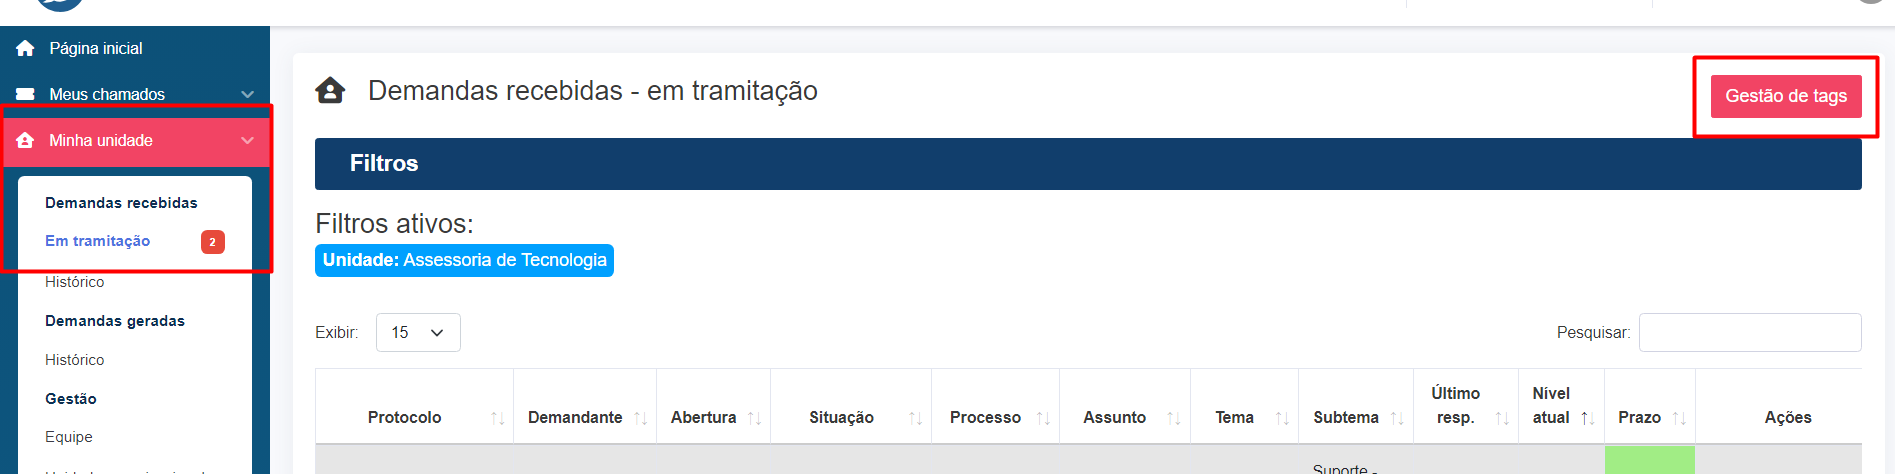 Página inicial
Meus chamados
Minha unidade
Demandas recebidas
Em tramitação 2
Histórico
Demandas geradas
Histórico
Gestão
Equipe
Demandas recebidas - em tramitação
Gestão de tags
Filtros
Filtros ativos:
Unidade: Assessoria de Tecnologia
Exibir: 15
Pesquisar:
Protocolo Demandante Abertura Situação Processo Assunto Tema Subtema Último resp. Nível atual Prazo Ações
Suporte -